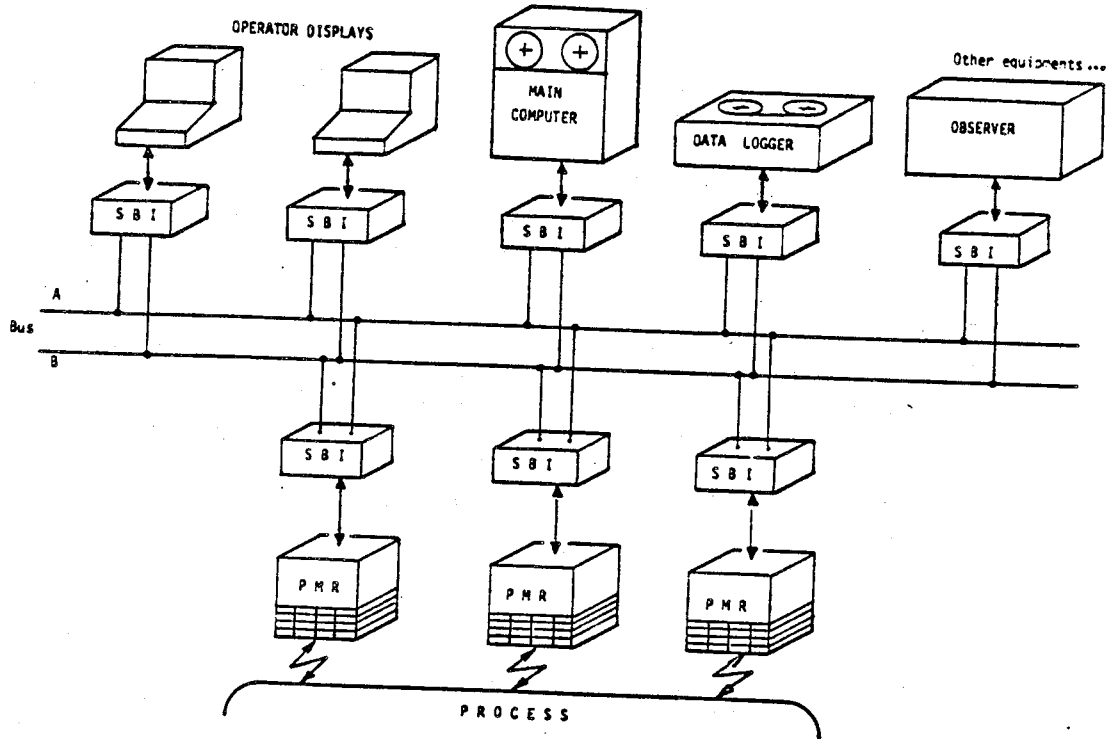 OPERATOR DISPLAYS
Other equipments...
MAIN
COMPUTER
DATA LOGGER
OBSERVER
S B I
S B I
S B I
S B I
S B I
A
Bus
B
S B I
S B I
S B I
P M R
P M R
P M R
P R O C E S S